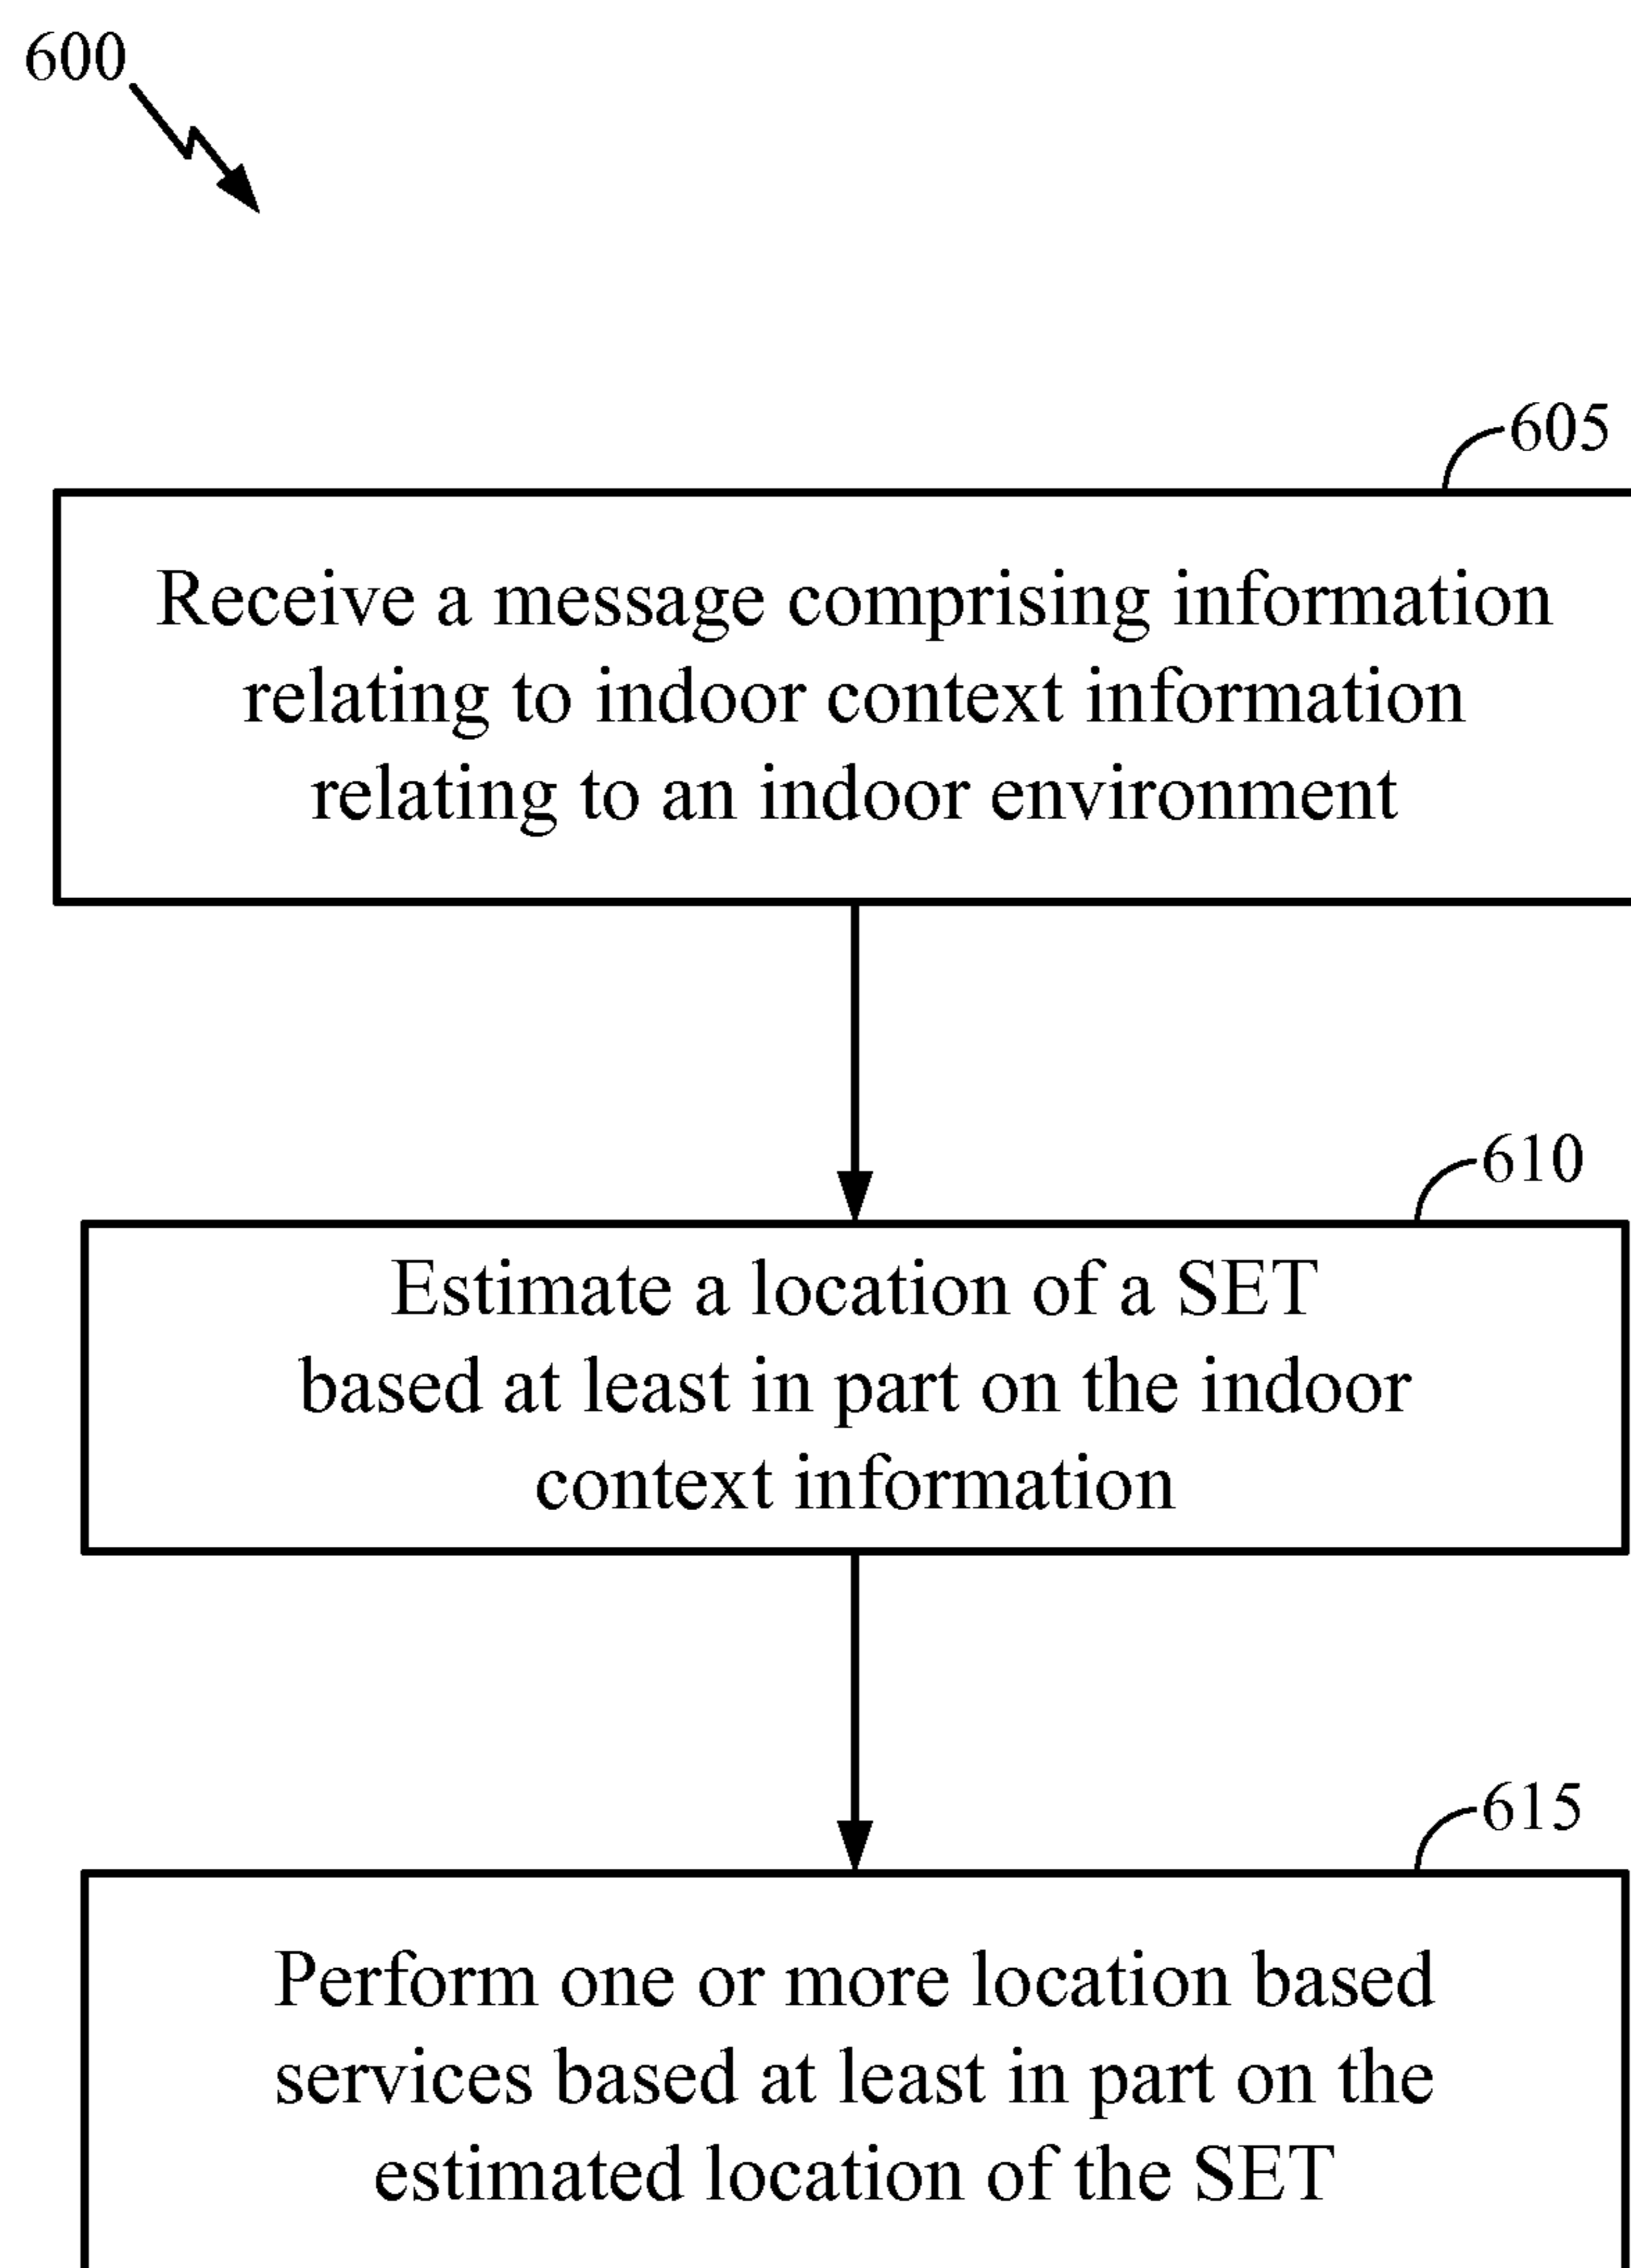 600
605
Receive a message comprising information
relating to indoor context information
relating to an indoor environment
610
Estimate a location of a SET
based at least in part on the indoor
context information
615
Perform one or more location based
services based at least in part on the
estimated location of the SET